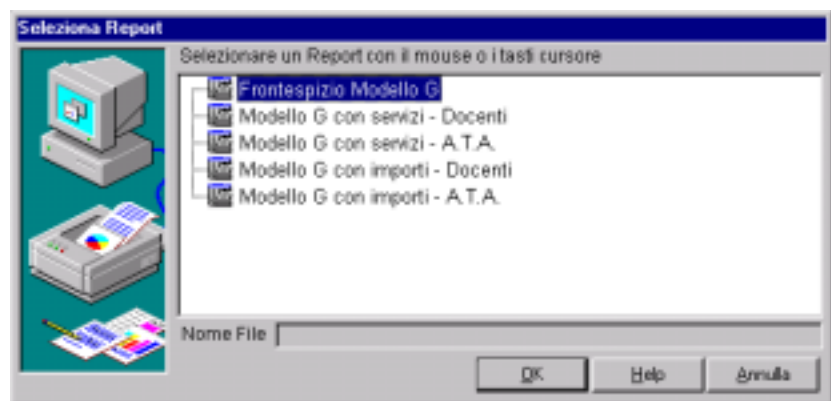 Seleziona Report
Selezionare un Report con il mouse o i tasti cursore
Frontespizio Modello G
Modello G con servizi - Docenti
Modello G con servizi - A.T.A.
Modello G con importi - Docenti
Modello G con importi - A.T.A.
Nome File
OK Help Annulla